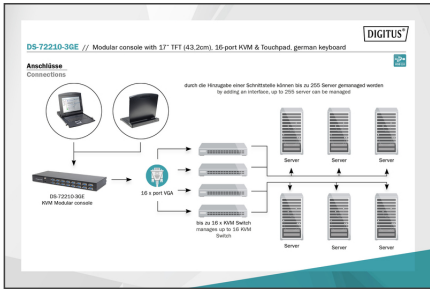 DIGITUS®
DS-72210-3GE // Modular console with 17" TFT (43,2cm), 16-port KVM & Touchpad, german keyboard
Anschlüsse
Connections
durch die Hinzugabe einer Schnittstelle können bis zu 255 Server gemanaged werden
by adding an interface, up to 255 server can be managed
Server
Server
Server
DS-72210-3GE
KVM Modular console
16 x port VGA
bis zu 16 x KVM Switch
manages up to 16 KVM
Switch
Server
Server
Server